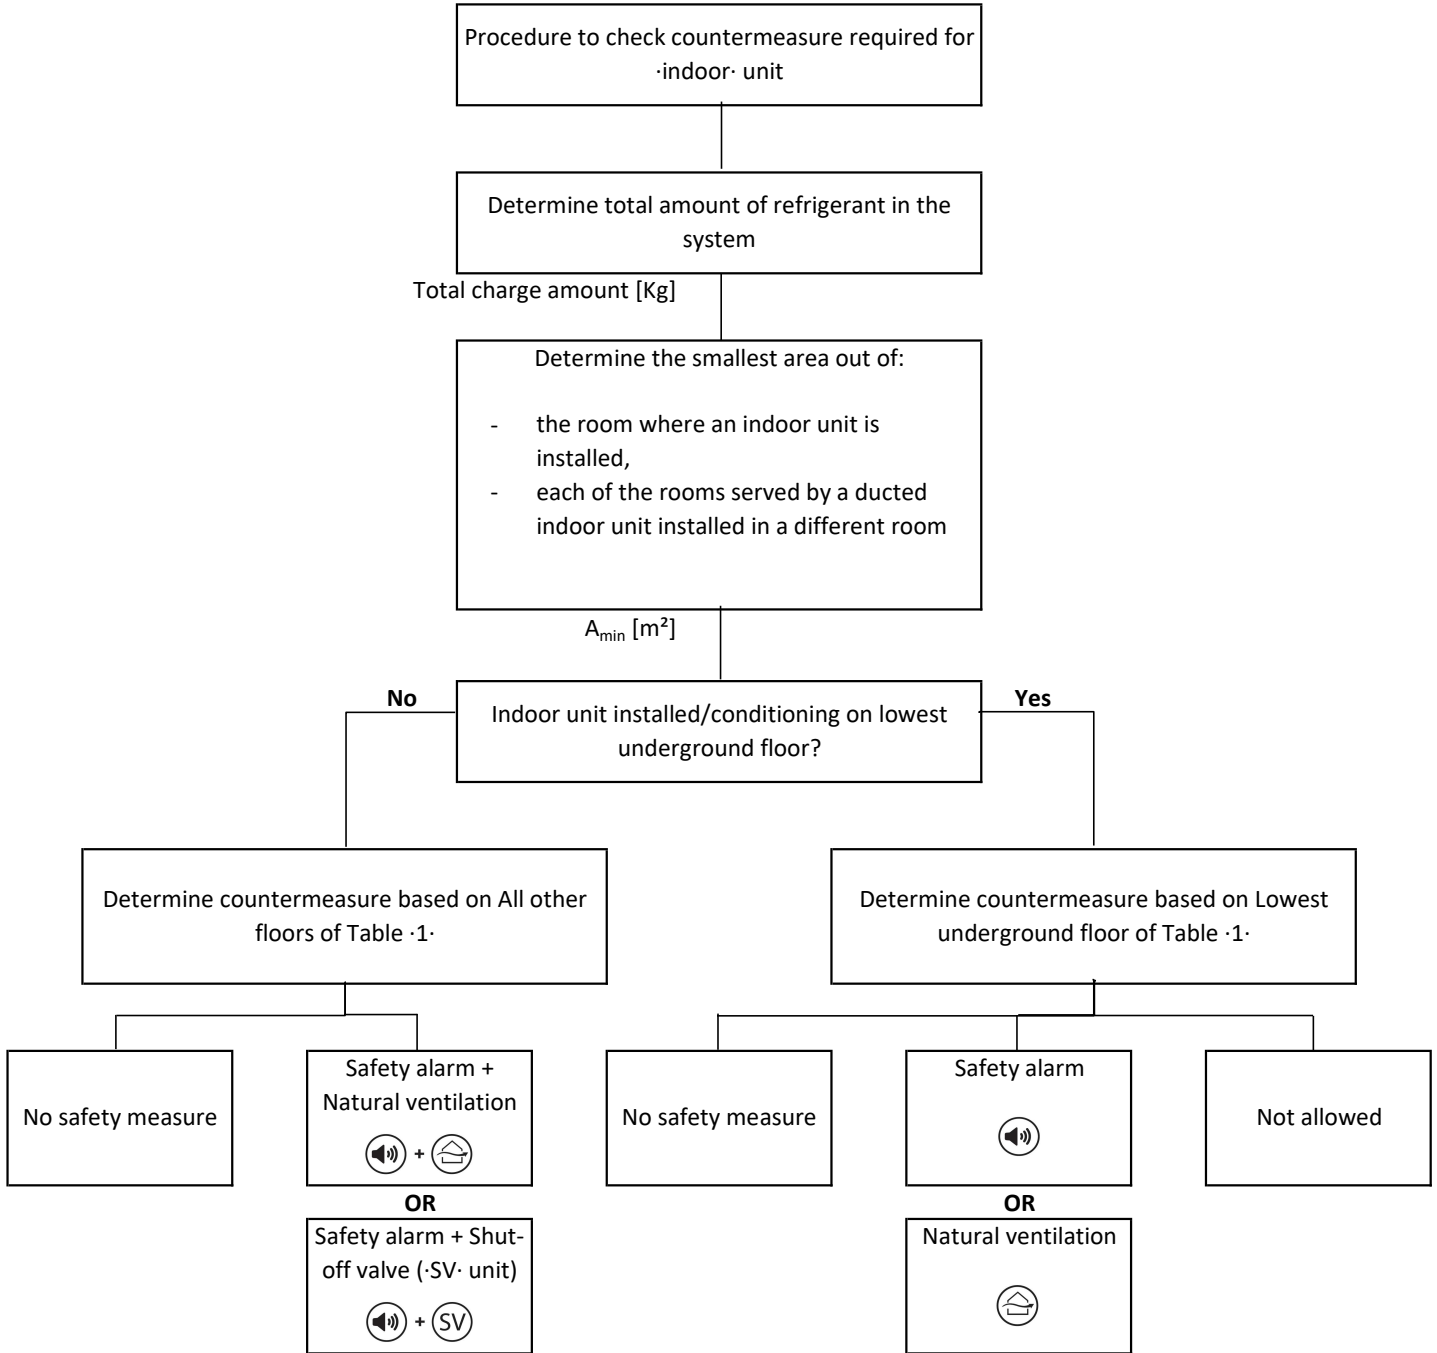 Procedure to check countermeasure required for
·indoor· unit
Determine total amount of refrigerant in the
system
Total charge amount [Kg]
Determine the smallest area out of:
- the room where an indoor unit is
installed,
- each of the rooms served by a ducted
indoor unit installed in a different room
Amin [m²]
No
Indoor unit installed/conditioning on lowest
underground floor?
Yes
Determine countermeasure based on All other
floors of Table ·1·
Determine countermeasure based on Lowest
underground floor of Table ·1·
No safety measure
Safety alarm +
Natural ventilation
+
OR
Safety alarm + Shut-
off valve (·SV· unit)
+ SV
No safety measure
Safety alarm
OR
Natural ventilation
Not allowed